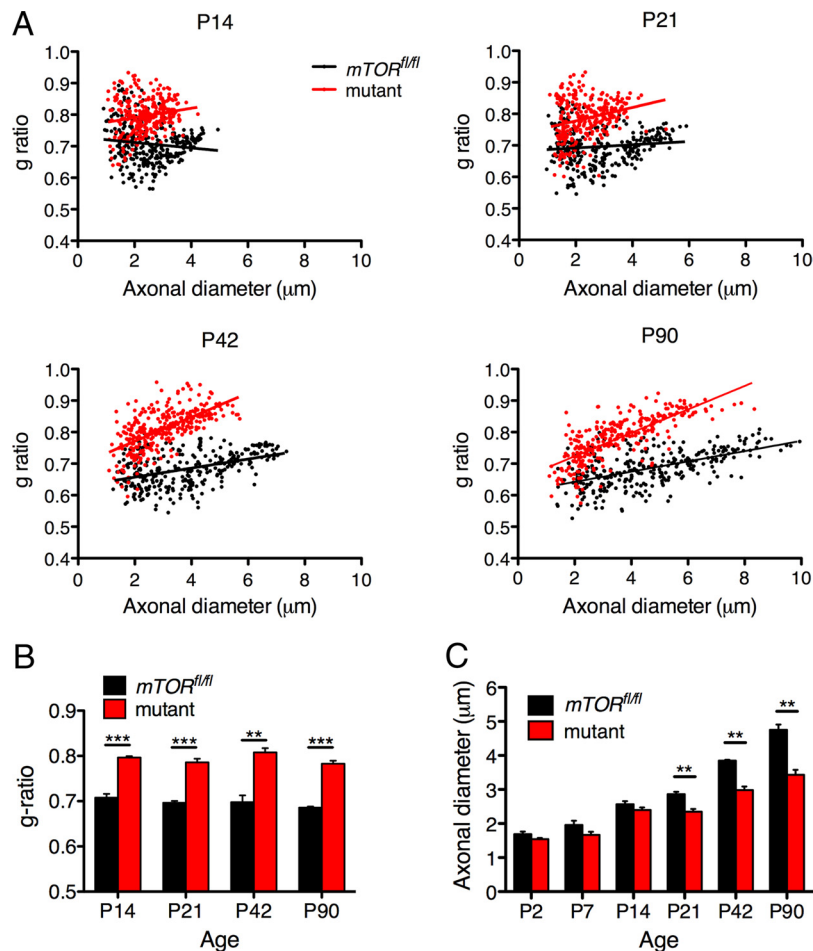 A
P14
P21
mTORfl/fl
mutant
1.0
0.9
0.8
0.7
0.6
0.5
0.4
g ratio
0 2 4 6 8 10
Axonal diameter (μm)
1.0
0.9
0.8
0.7
0.6
0.5
0.4
g ratio
0 2 4 6 8 10
Axonal diameter (μm)
P42
P90
1.0
0.9
0.8
0.7
0.6
0.5
0.4
g ratio
0 2 4 6 8 10
Axonal diameter (μm)
1.0
0.9
0.8
0.7
0.6
0.5
0.4
g ratio
0 2 4 6 8 10
Axonal diameter (μm)
B
mTORfl/fl
mutant
0.9
0.8
0.7
0.6
0.5
g-ratio
*** *** ** ***
P14 P21 P42 P90
Age
C
mTORfl/fl
mutant
6
5
4
3
2
1
0
Axonal diameter (μm)
** ** **
P2 P7 P14 P21 P42 P90
Age